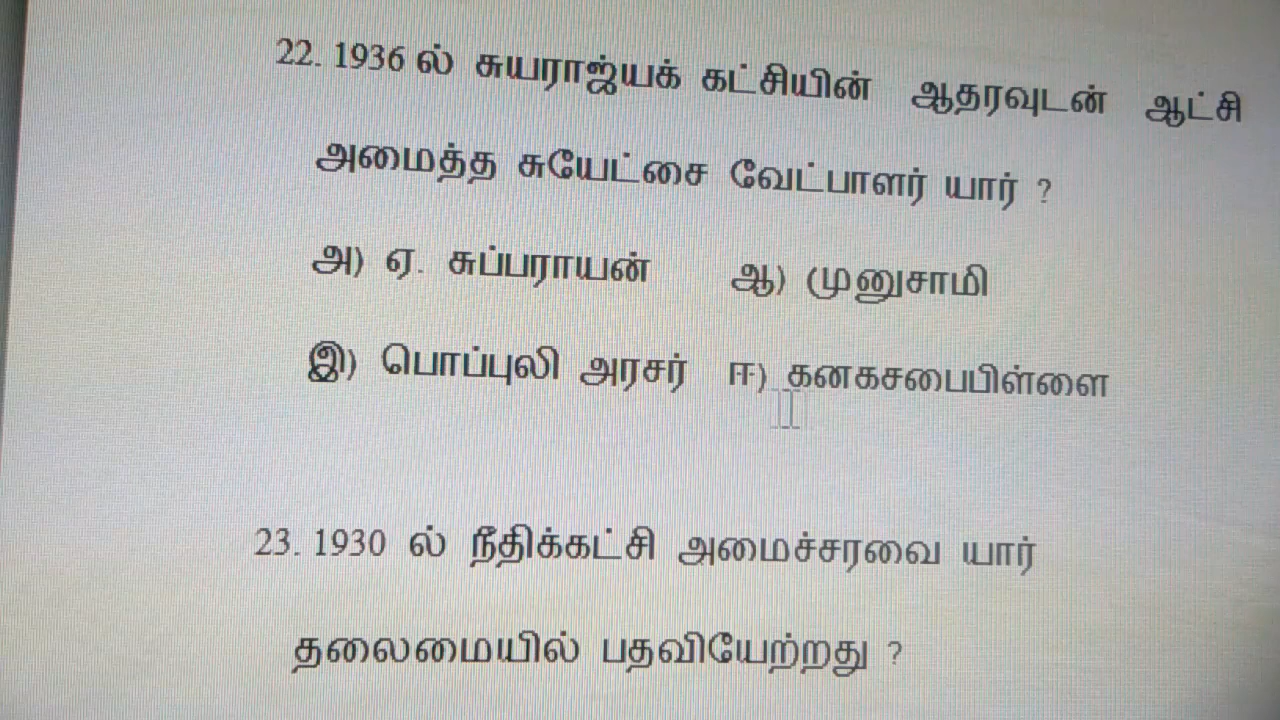 22. 1936 ல் சுயராஜ்யக் கட்சியின் ஆதரவுடன் ஆட்சி
அமைத்த சுயேட்சை வேட்பாளர் யார் ?
அ) ஏ. சுப்பராயன் ஆ) முனுசாமி
இ) பொப்புலி அரசர் ஈ) கனகசபைபிள்ளை
23. 1930 ல் நீதிக்கட்சி அமைச்சரவை யார்
தலைமையில் பதவியேற்றது ?